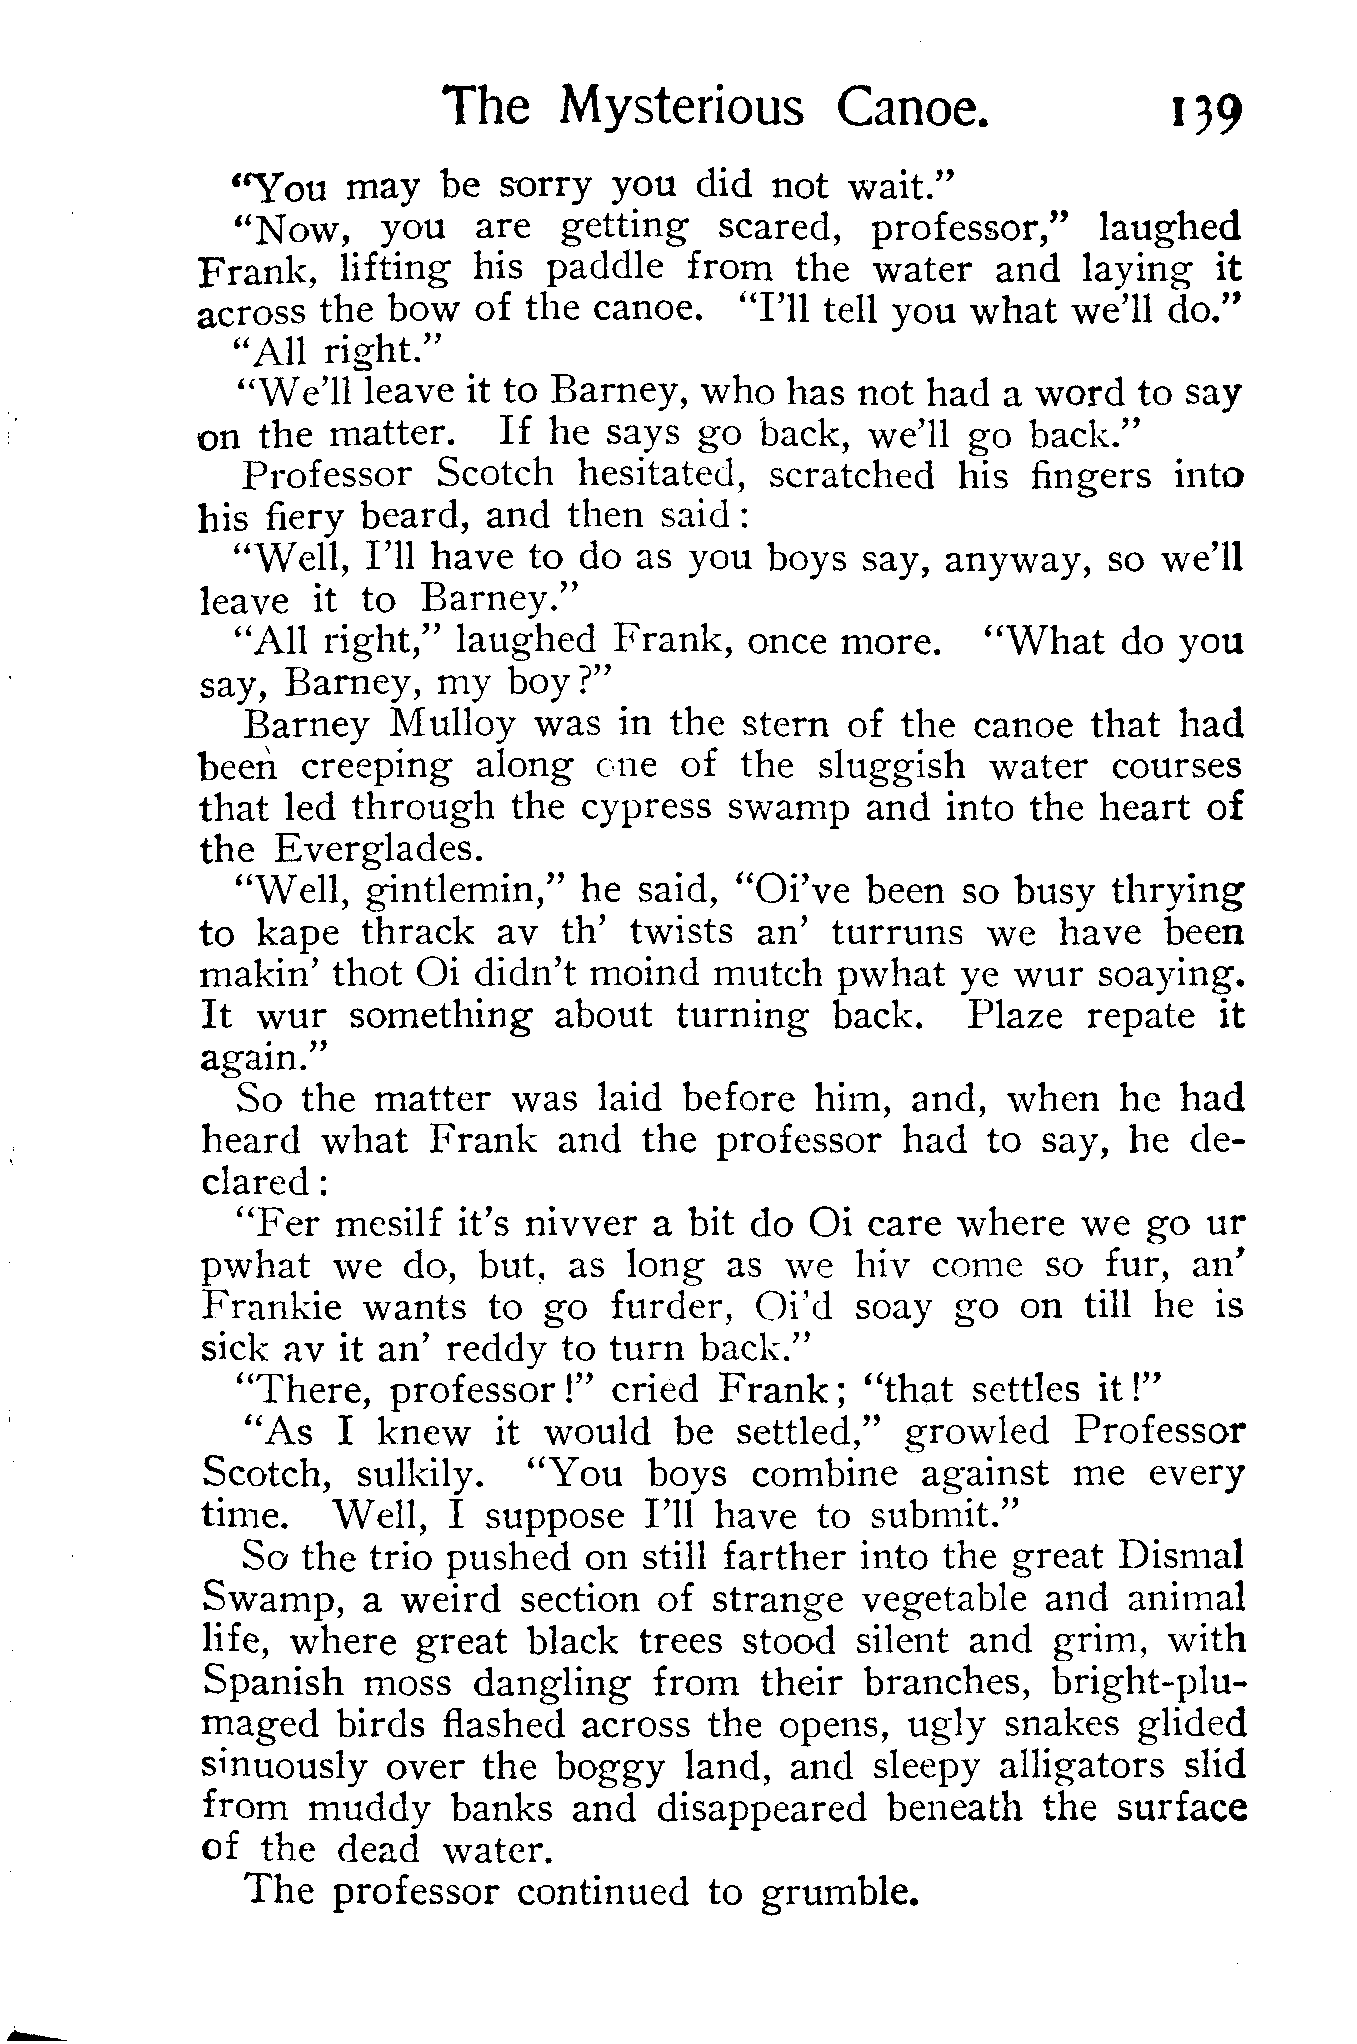 The Mysterious Canoe. 139
“You may be sorry you did not wait.”
“Now, you are getting scared, professor,” laughed
Frank, lifting his paddle from the water and laying it
across the bow of the canoe. “I’ll tell you what we’ll do.”
“All right.”
“We’ll leave it to Barney, who has not had a word to say
on the matter. If he says go back, we’ll go back.”
Professor Scotch hesitated, scratched his fingers into
his fiery beard, and then said:
“Well, I’ll have to do as you boys say, anyway, so we’ll
leave it to Barney.”
“All right,” laughed Frank, once more. “What do you
say, Barney, my boy?”
Barney Mulloy was in the stern of the canoe that had
been creeping along one of the sluggish water courses
that led through the cypress swamp and into the heart of
the Everglades.
“Well, gintlemin,” he said, “Oi’ve been so busy thrying
to kape thrack av th’ twists an’ turruns we have been
makin’ thot Oi didn’t moind mutch pwhat ye wur soaying.
It wur something about turning back. Plaze repate it
again.”
So the matter was laid before him, and, when he had
heard what Frank and the professor had to say, he de-
clared:
“Fer mesilf it’s nivver a bit do Oi care where we go ur
pwhat we do, but, as long as we hiv come so fur, an’
Frankie wants to go furder, Oi’d soay go on till he is
sick av it an’ reddy to turn back.”
“There, professor!” cried Frank; “that settles it!”
“As I knew it would be settled,” growled Professor
Scotch, sulkily. “You boys combine against me every
time. Well, I suppose I’ll have to submit.”
So the trio pushed on still farther into the great Dismal
Swamp, a weird section of strange vegetable and animal
life, where great black trees stood silent and grim, with
Spanish moss dangling from their branches, bright-plu-
maged birds flashed across the opens, ugly snakes glided
sinuously over the boggy land, and sleepy alligators slid
from muddy banks and disappeared beneath the surface
of the dead water.
The professor continued to grumble.